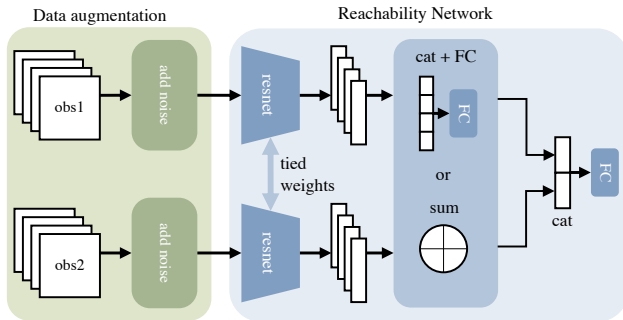 Data augmentation
Reachability Network
obs1
add noise
resnet
cat + FC
FC
tied
weights
or
sum
FC
cat
obs2
add noise
resnet